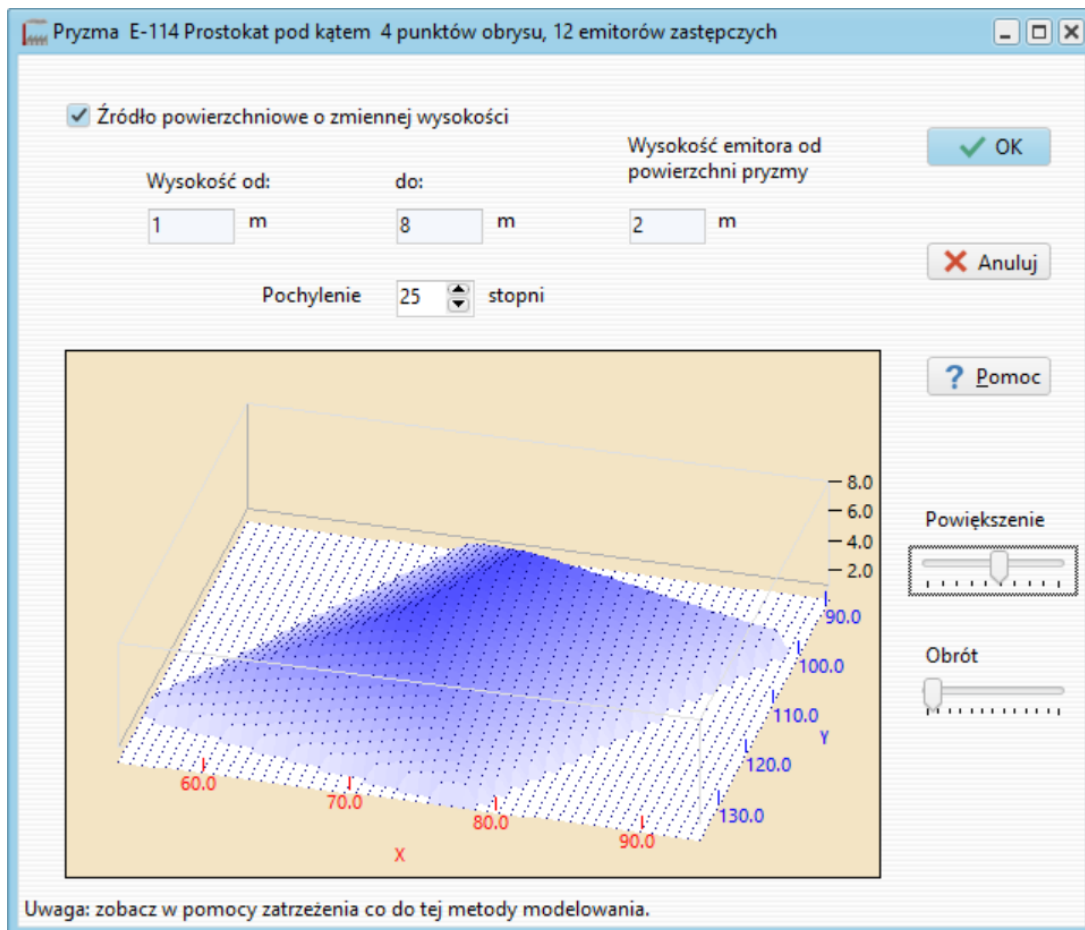 Pryzma E-114 Prostokat pod kątem 4 punktów obrysu, 12 emitorów zastępczych
Źródło powierzchniowe o zmiennej wysokości
Wysokość emitora od
powierzchni pryzmy
OK
Wysokość od:
do:
1 m
8 m
2 m
Anuluj
Pochylenie 25 stopni
? Pomoc
8.0
6.0
4.0
2.0
Powiększenie
90.0
100.0
Obrót
110.0
Y
120.0
130.0
60.0
70.0
80.0
90.0
X
Uwaga: zobacz w pomocy zatrzeżenia co do tej metody modelowania.